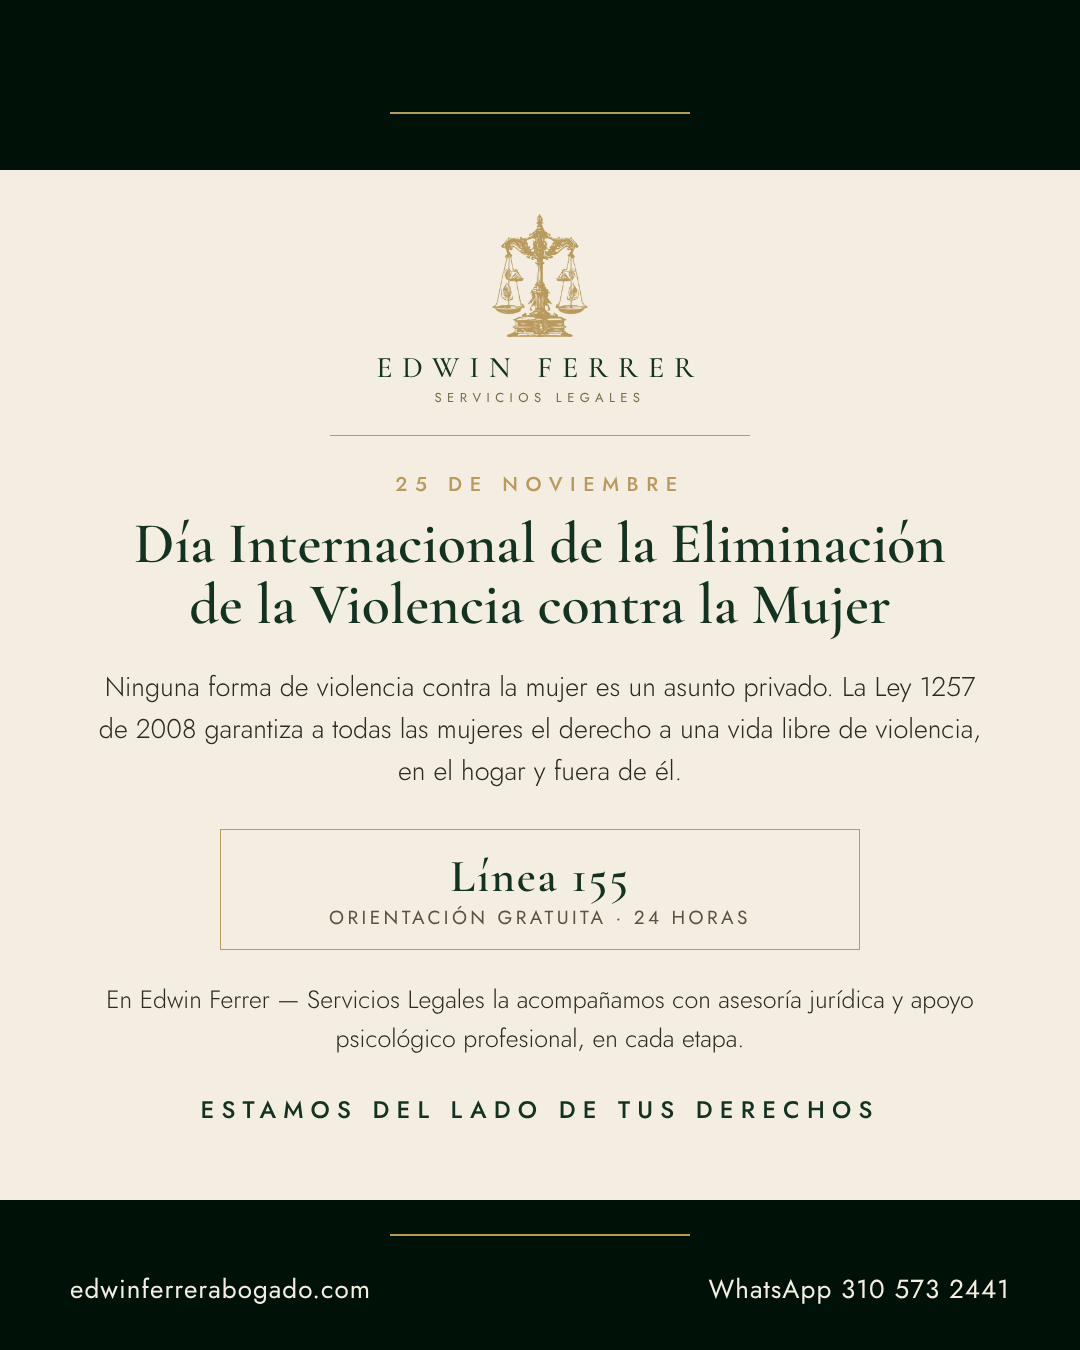 EDWIN FERRER
SERVICIOS LEGALES
25 DE NOVIEMBRE
Día Internacional de la Eliminación
de la Violencia contra la Mujer
Ninguna forma de violencia contra la mujer es un asunto privado. La Ley 1257
de 2008 garantiza a todas las mujeres el derecho a una vida libre de violencia,
en el hogar y fuera de él.
Línea 155
ORIENTACIÓN GRATUITA · 24 HORAS
En Edwin Ferrer — Servicios Legales la acompañamos con asesoría jurídica y apoyo
psicológico profesional, en cada etapa.
ESTAMOS DEL LADO DE TUS DERECHOS
edwinferrerabogado.com
WhatsApp 310 573 2441